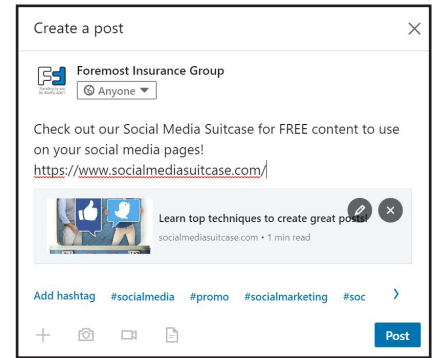 Create a post
Foremost Insurance Group
Anyone
Check out our Social Media Suitcase for FREE content to use
on your social media pages!
https://www.socialmediasuitcase.com/
Learn top techniques to create great posts!
socialmediasuitcase.com • 1 min read
Add hashtag #socialmedia #promo #socialmarketing #soc
Post